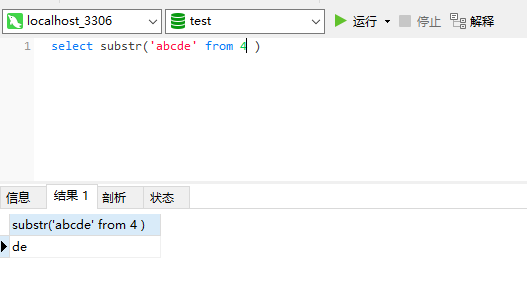 localhost_3306 test 运行 停止 解释
1 select substr('abcde' from 4 )
信息 结果 1 剖析 状态
substr('abcde' from 4 )
de